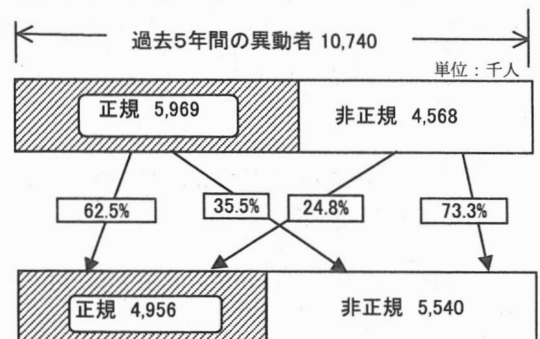 過去5年間の異動者 10,740
単位：千人
正規 5,969
非正規 4,568
62.5%
35.5%
24.8%
73.3%
正規 4,956
非正規 5,540